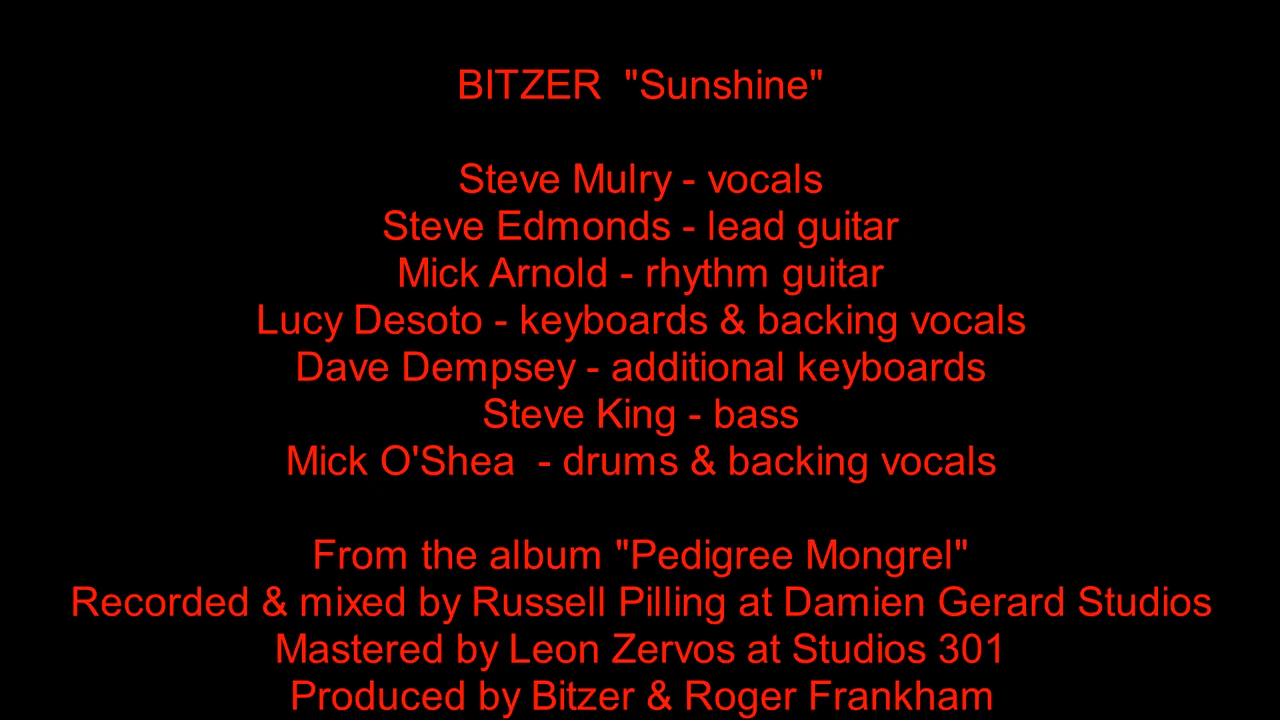 BITZER  "Sunshine"
Steve Mulry - vocals
Steve Edmonds - lead guitar
Mick Arnold - rhythm guitar
Lucy Desoto - keyboards & backing vocals
Dave Dempsey - additional keyboards
Steve King - bass
Mick O'Shea  - drums & backing vocals
From the album "Pedigree Mongrel"
Recorded & mixed by Russell Pilling at Damien Gerard Studios
Mastered by Leon Zervos at Studios 301
Produced by Bitzer & Roger Frankham